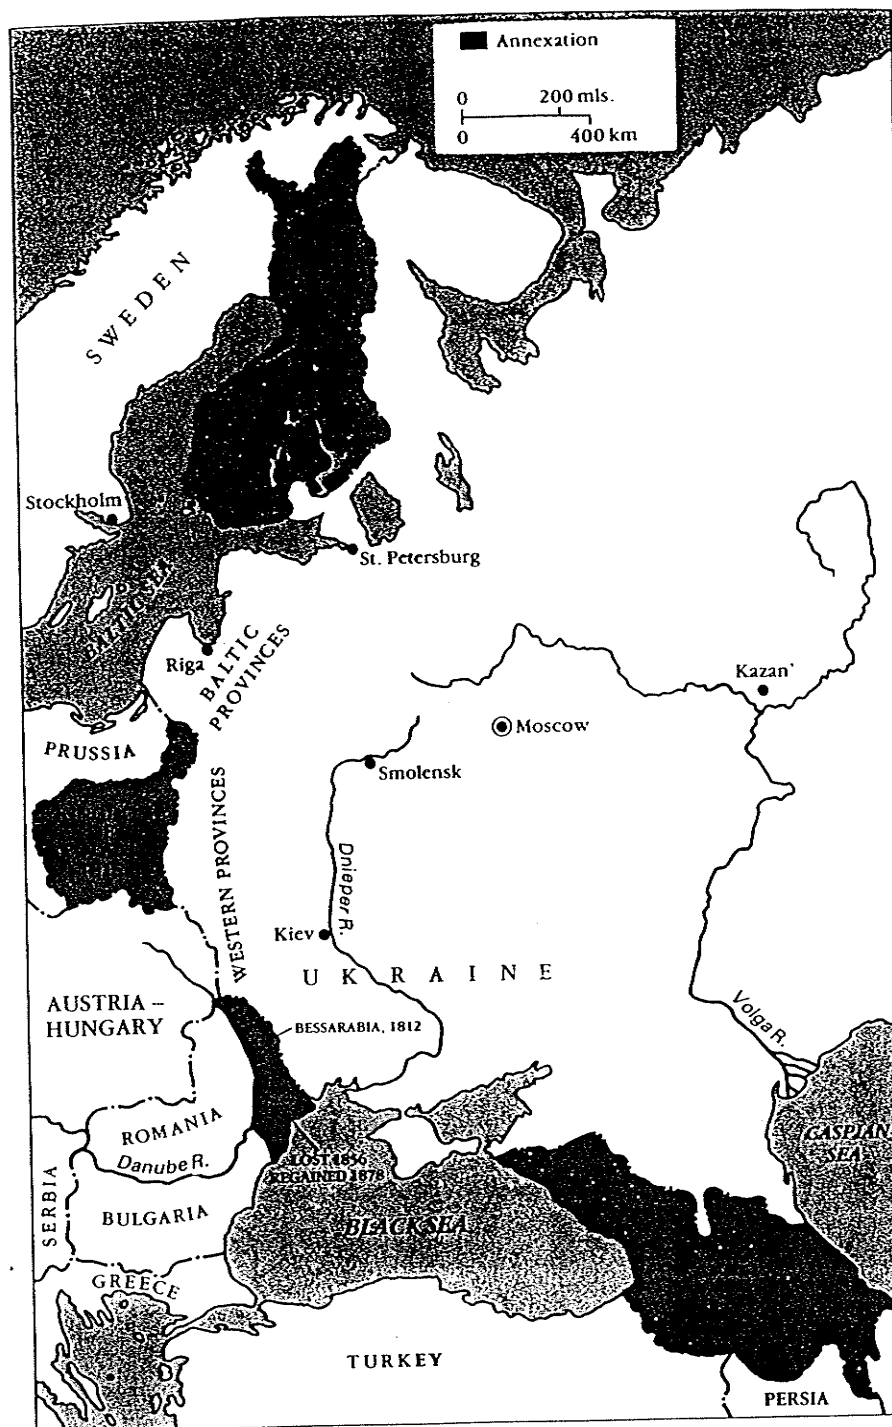 Annexation
0 200 mls.
0 400 km
SWEDEN
Stockholm
St. Petersburg
BALTIC SEA
Riga
BALTIC
PROVINCES
Kazan'
PRUSSIA
Moscow
Smolensk
WESTERN PROVINCES
Dnieper R.
Kiev
UKRAINE
AUSTRIA –
HUNGARY
BESSARABIA, 1812
Volga R.
ROMANIA
LOST 1856
REGAINED 1878
CASPIAN
SEA
Danube R.
SERBIA
BULGARIA
BLACK SEA
GREECE
TURKEY
PERSIA